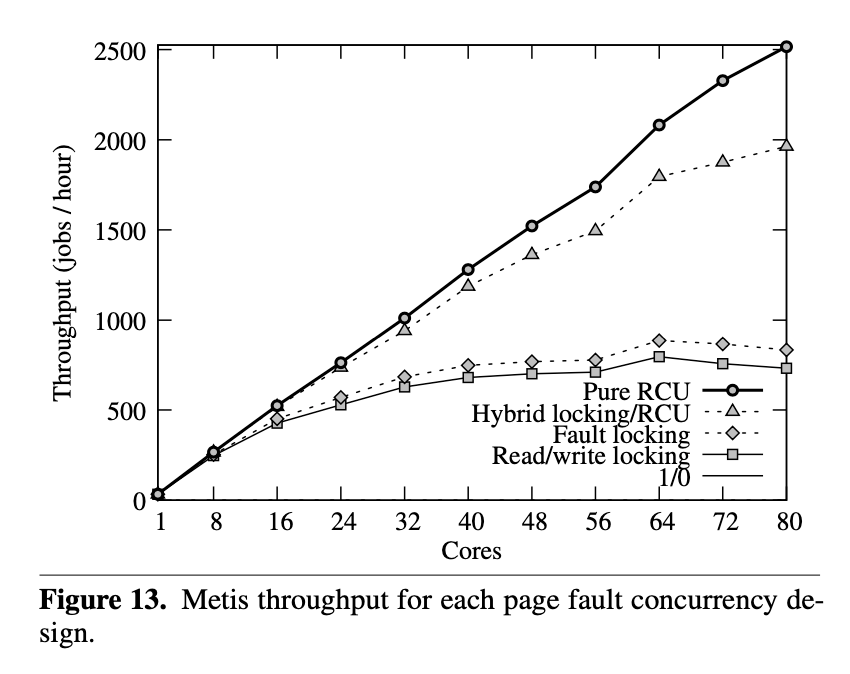 2500
2000
1500
1000
500
0
Throughput (jobs / hour)
Pure RCU
Hybrid locking/RCU
Fault locking
Read/write locking
1/0
1 8 16 24 32 40 48 56 64 72 80
Cores
Figure 13. Metis throughput for each page fault concurrency de-
sign.